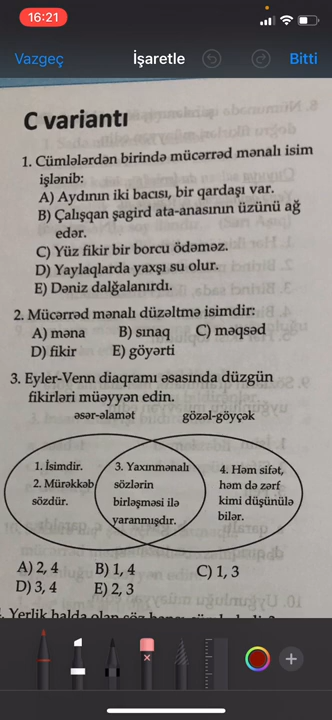 16:21
Vazgeç
İşaretle
Bitti
C variantı
1. Cümlələrdən birində mücərrəd mənalı isim
işlənib:
A) Aydının iki bacısı, bir qardaşı var.
B) Çalışqan şagird ata-anasının üzünü ağ
edər.
C) Yüz fikir bir borcu ödəməz.
D) Yaylaqlarda yaxşı su olur.
E) Dəniz dalğalanırdı.
2. Mücərrəd mənalı düzəltmə isimdir:
A) məna B) sınaq C) məqsəd
D) fikir E) göyərti
3. Eyler-Venn diaqramı əsasında düzgün
fikirləri müəyyən edin.
əsər-əlamət gözəl-göyçək
1. İsimdir.
2. Mürəkkəb
sözdür.
3. Yaxınmənalı
sözlərin
birləşməsi ilə
yaranmışdır.
4. Həm sifət,
həm də zərf
kimi düşünülə
bilər.
A) 2, 4 B) 1, 4 C) 1, 3
D) 3, 4 E) 2, 3
Yerlik halda olan söz